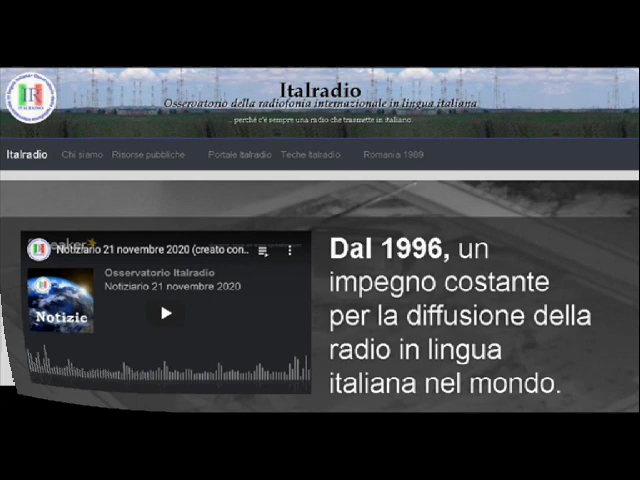 Italradio
Osservatorio della radiofonia internazionale in lingua italiana
... perché c'è sempre una radio che trasmette in italiano.
Italradio Chi siamo Risorse pubbliche Portale Italradio Teche Italradio Romania 1989
Notiziario 21 novembre 2020 (creato con...
Osservatorio Italradio
Notiziario 21 novembre 2020
Notizie
Dal 1996, un
impegno costante
per la diffusione della
radio in lingua
italiana nel mondo.